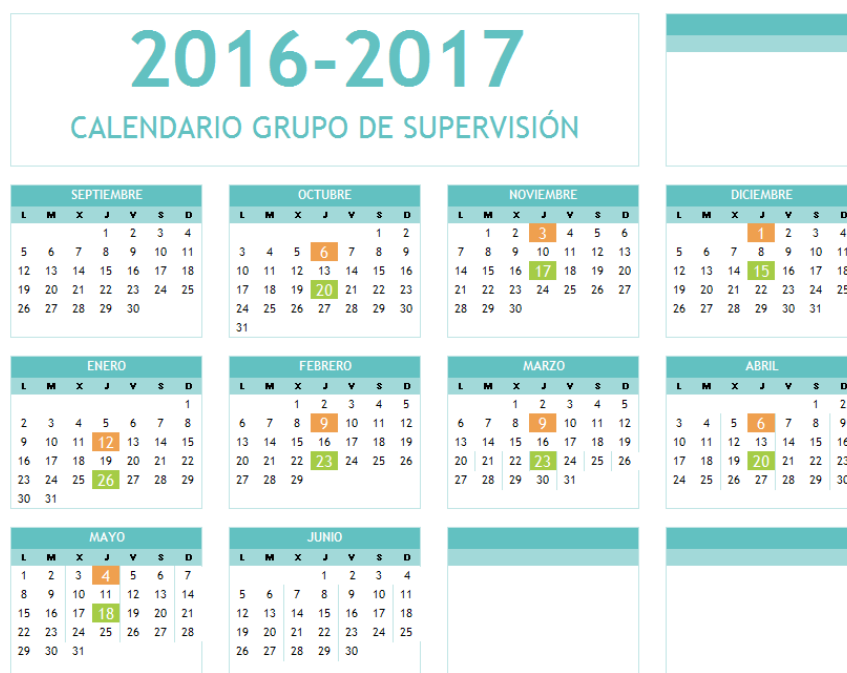 2016-2017
CALENDARIO GRUPO DE SUPERVISIÓN
SEPTIEMBRE
L M X J V S D
1 2 3 4
5 6 7 8 9 10 11
12 13 14 15 16 17 18
19 20 21 22 23 24 25
26 27 28 29 30
OCTUBRE
L M X J V S D
1 2
3 4 5 6 7 8 9
10 11 12 13 14 15 16
17 18 19 20 21 22 23
24 25 26 27 28 29 30
31
NOVIEMBRE
L M X J V S D
1 2 3 4 5 6
7 8 9 10 11 12 13
14 15 16 17 18 19 20
21 22 23 24 25 26 27
28 29 30
DICIEMBRE
L M X J V S D
1 2 3 4
5 6 7 8 9 10 11
12 13 14 15 16 17 18
19 20 21 22 23 24 25
26 27 28 29 30 31
ENERO
L M X J V S D
1
2 3 4 5 6 7 8
9 10 11 12 13 14 15
16 17 18 19 20 21 22
23 24 25 26 27 28 29
30 31
FEBRERO
L M X J V S D
1 2 3 4 5
6 7 8 9 10 11 12
13 14 15 16 17 18 19
20 21 22 23 24 25 26
27 28 29
MARZO
L M X J V S D
1 2 3 4 5
6 7 8 9 10 11 12
13 14 15 16 17 18 19
20 21 22 23 24 25 26
27 28 29 30 31
ABRIL
L M X J V S D
1 2
3 4 5 6 7 8 9
10 11 12 13 14 15 16
17 18 19 20 21 22 23
24 25 26 27 28 29 30
MAYO
L M X J V S D
1 2 3 4 5 6 7
8 9 10 11 12 13 14
15 16 17 18 19 20 21
22 23 24 25 26 27 28
29 30 31
JUNIO
L M X J V S D
1 2 3 4
5 6 7 8 9 10 11
12 13 14 15 16 17 18
19 20 21 22 23 24 25
26 27 28 29 30